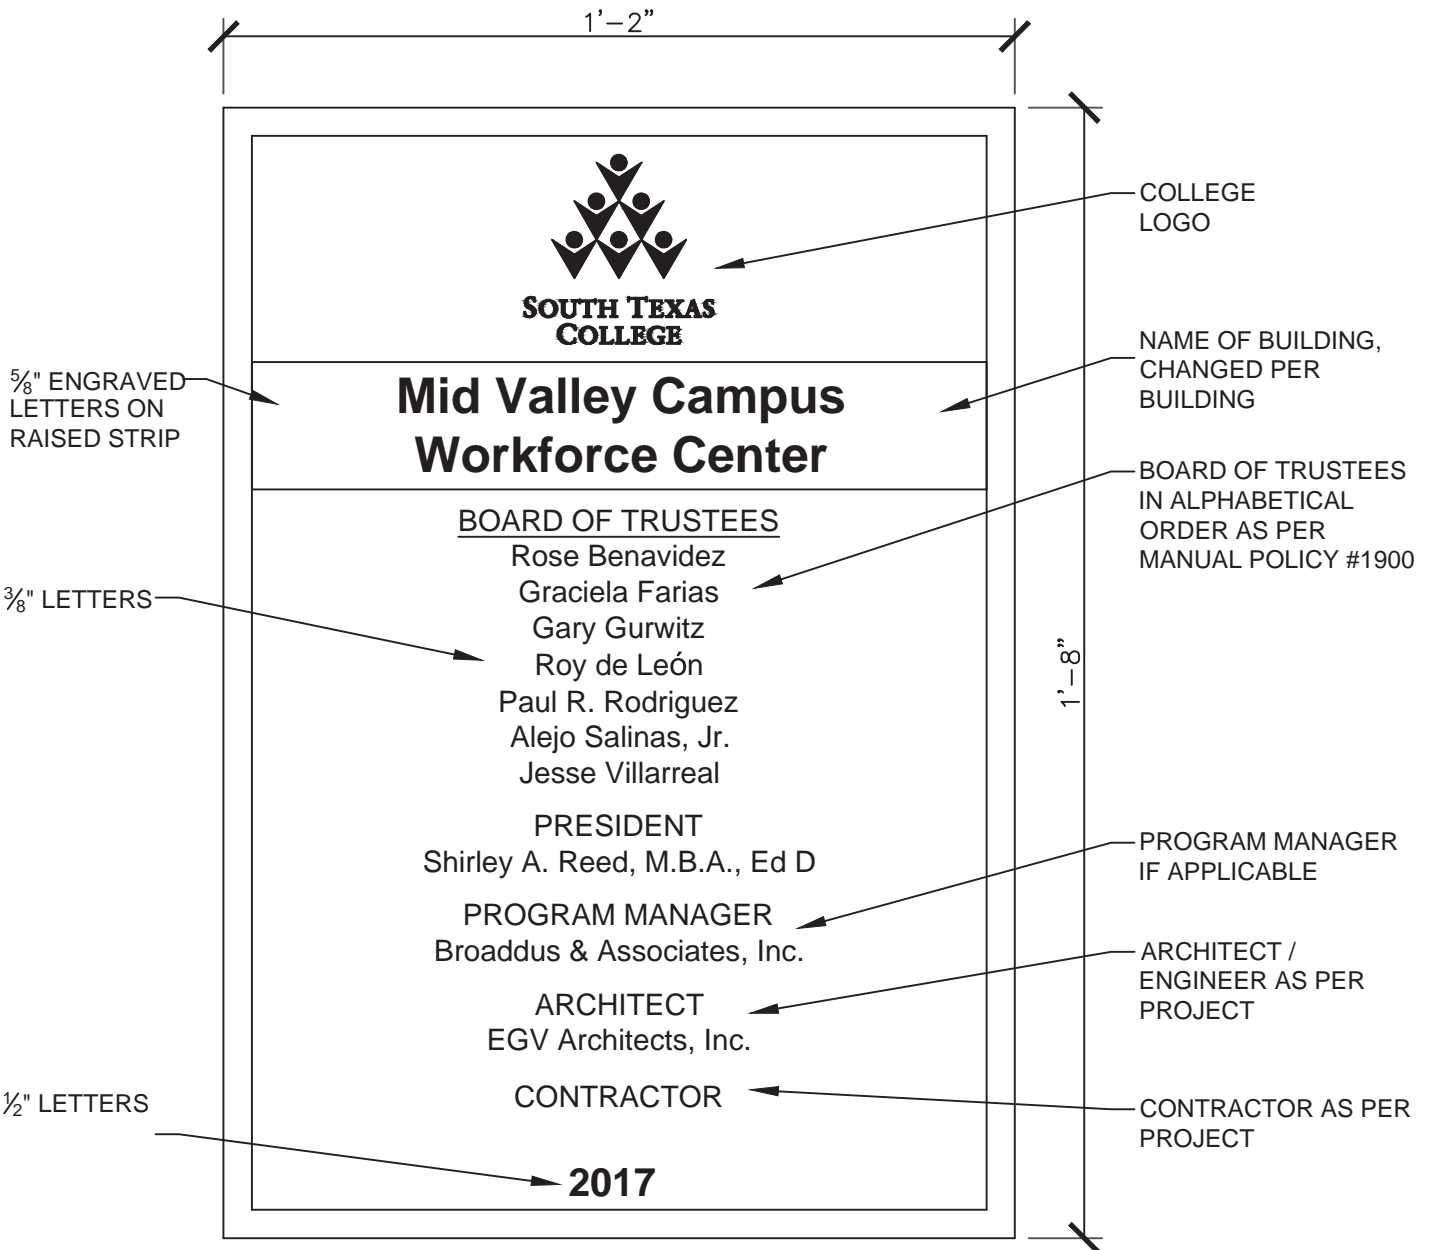 1'-2"
SOUTH TEXAS
COLLEGE
Mid Valley Campus
Workforce Center
BOARD OF TRUSTEES
Rose Benavidez
Graciela Farias
Gary Gurwitz
Roy de León
Paul R. Rodriguez
Alejo Salinas, Jr.
Jesse Villarreal
PRESIDENT
Shirley A. Reed, M.B.A., Ed D
PROGRAM MANAGER
Broaddus & Associates, Inc.
ARCHITECT
EGV Architects, Inc.
CONTRACTOR
2017
⅝" ENGRAVED
LETTERS ON
RAISED STRIP
⅜" LETTERS
½" LETTERS
COLLEGE
LOGO
NAME OF BUILDING,
CHANGED PER
BUILDING
BOARD OF TRUSTEES
IN ALPHABETICAL
ORDER AS PER
MANUAL POLICY #1900
1'-8"
PROGRAM MANAGER
IF APPLICABLE
ARCHITECT /
ENGINEER AS PER
PROJECT
CONTRACTOR AS PER
PROJECT